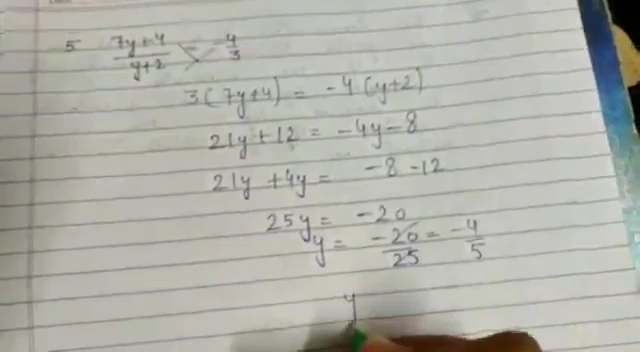 5 (7y+4)/(y+2) = 4/3
3(7y+4) = -4(y+2)
21y+12 = -4y-8
21y +4y = -8-12
25y = -20
y = -20/25 = -4/5
y